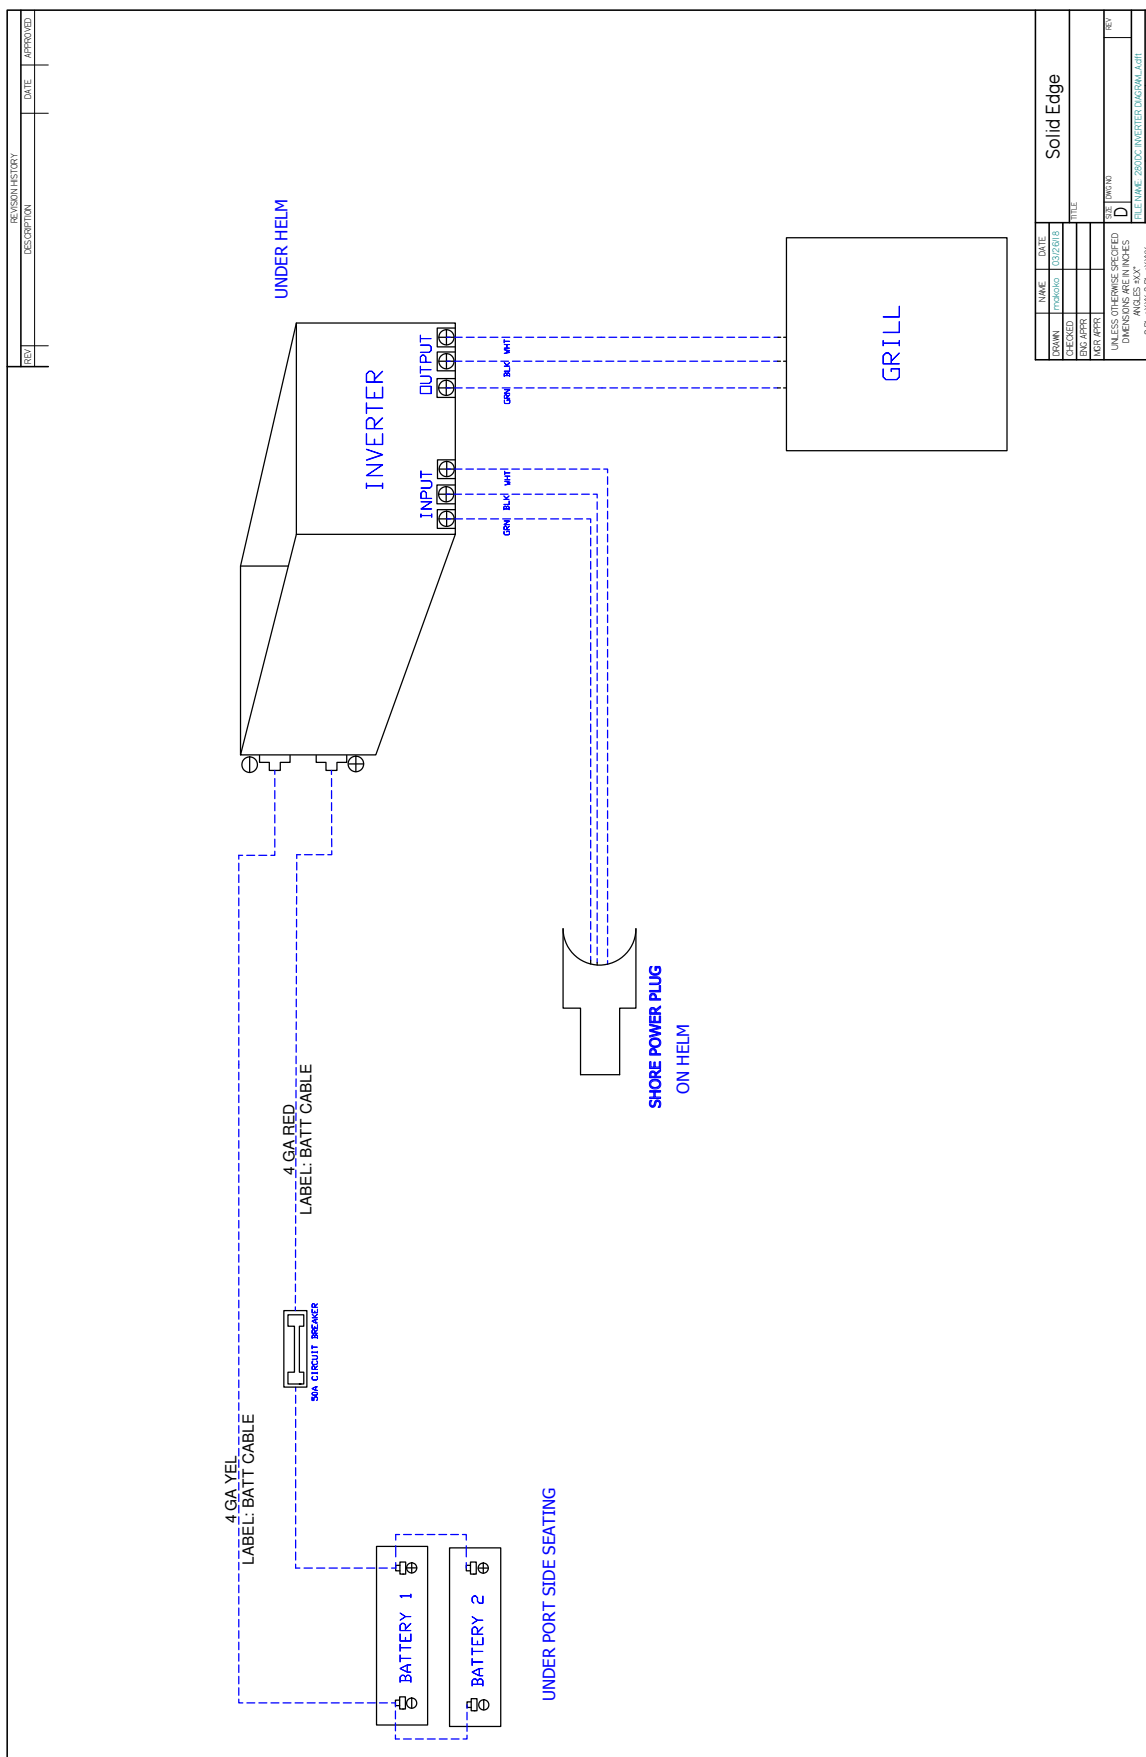 REVISION HISTORY
REV
DESCRIPTION
DATE
APPROVED
UNDER HELM
INVERTER
INPUT
OUTPUT
GRN
BLK
WHT
GRN
BLK
WHT
GRILL
4 GA YEL
LABEL: BATT CABLE
4 GA RED
LABEL: BATT CABLE
50A CIRCUIT BREAKER
SHORE POWER PLUG
ON HELM
BATTERY 1
BATTERY 2
UNDER PORT SIDE SEATING
NAME
DATE
Solid Edge
DRAWN
makoko
03/26/18
CHECKED
ENG APPR
MGR APPR
TITLE
UNLESS OTHERWISE SPECIFIED
DIMENSIONS ARE IN INCHES
ANGLES ±X.X°
SIZE
D
DWG NO
REV